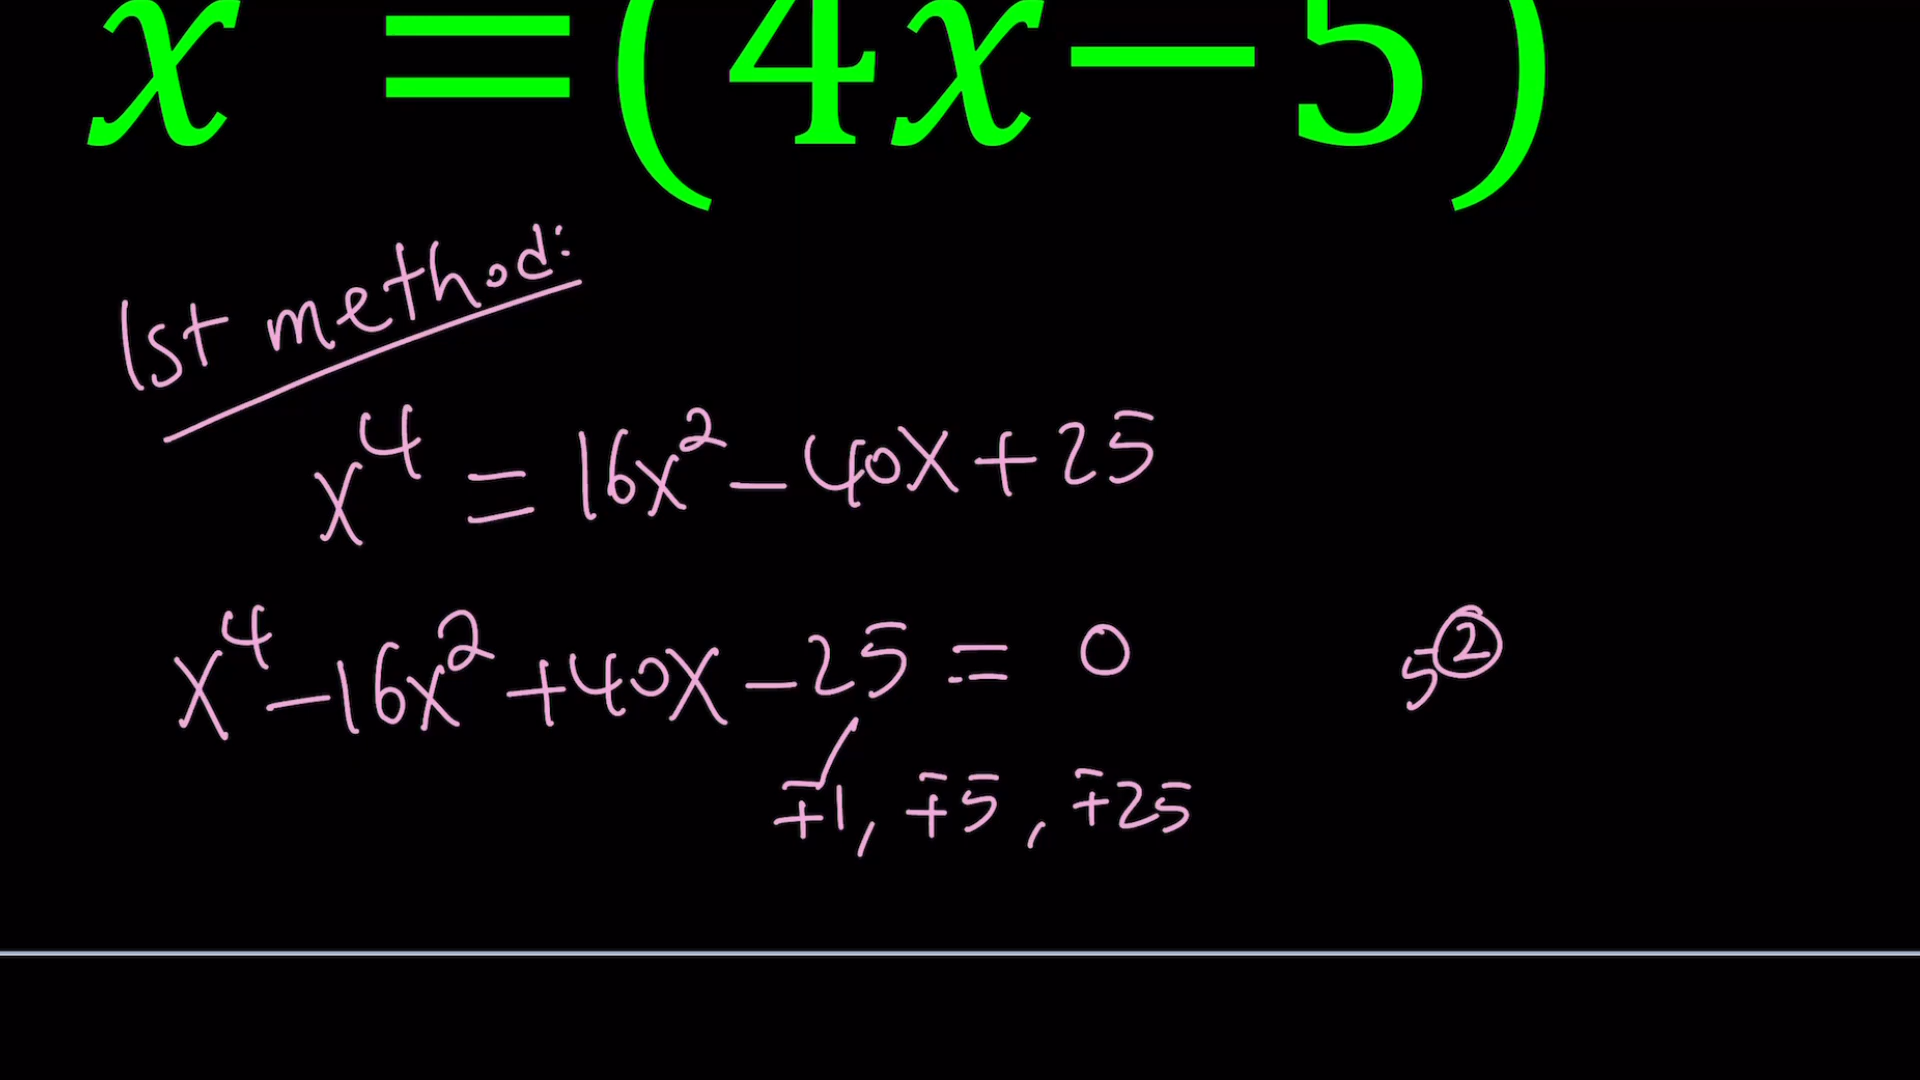 x =(4x−5)
1st method:
x⁴ = 16x² − 40x + 25
x⁴ − 16x² + 40x − 25 = 0
5²
∓1, ∓5, ∓25